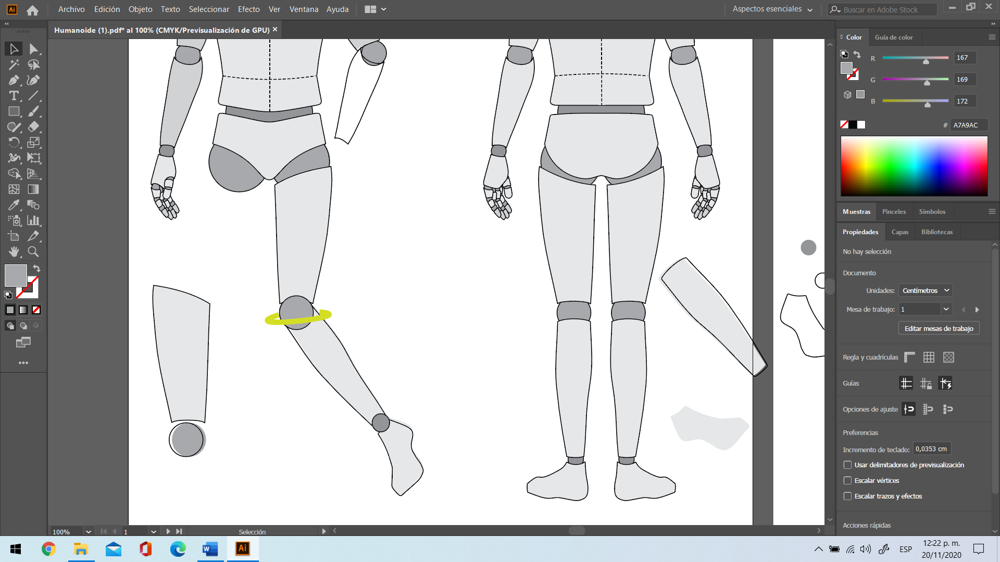 Ai Archivo Edición Objeto Texto Seleccionar Efecto Ver Ventana Ayuda Aspectos esenciales Buscar en Adobe Stock
Humanoide (1).pdf* al 100% (CMYK/Previsualización de GPU)
Color Guía de color
R 167
G 169
B 172
# A7A9AC
Muestras Pinceles Símbolos
Propiedades Capas Bibliotecas
No hay selección
Documento
Unidades: Centímetros
Mesa de trabajo: 1
Editar mesas de trabajo
Regla y cuadrículas
Guías
Opciones de ajuste
Preferencias
Incremento de teclado: 0,0353 cm
Usar delimitadores de previsualización
Escalar vértices
Escalar trazos y efectos
Acciones rápidas
100% 1 Selección
Ai ESP 12:22 p. m.
20/11/2020